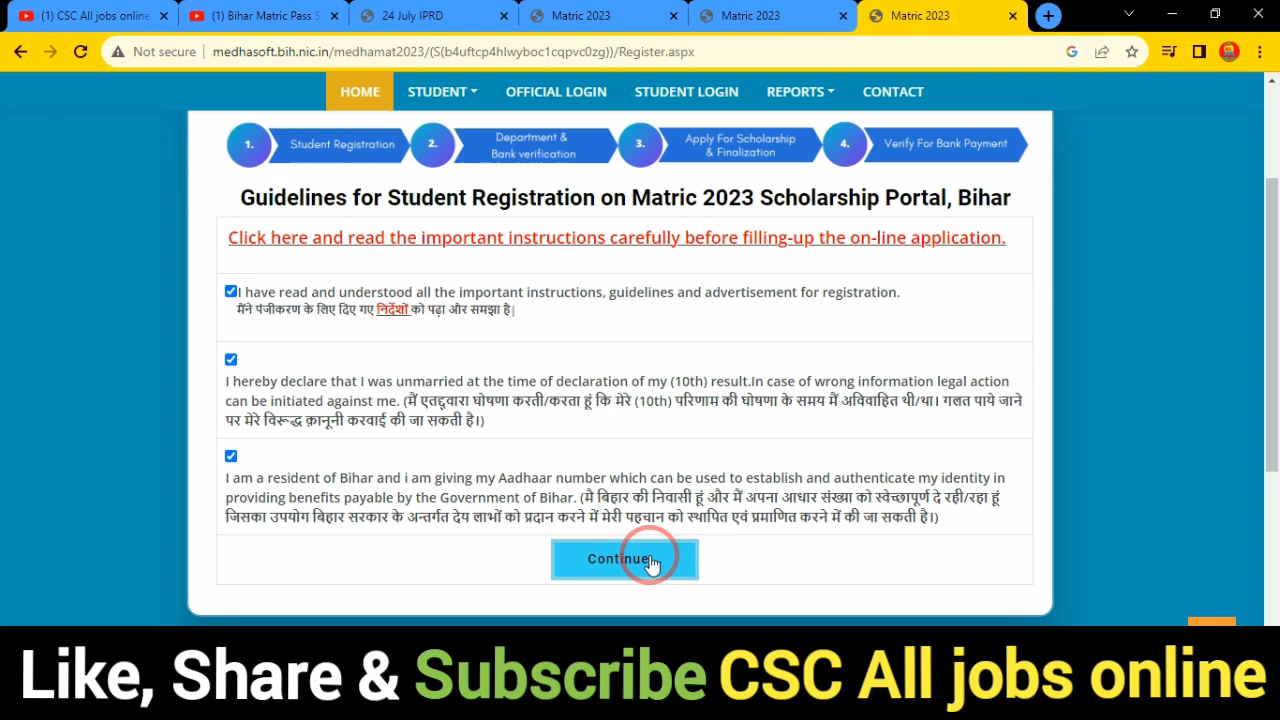 (1) CSC All jobs online
(1) Bihar Matric Pass S
24 July IPRD
Matric 2023
Matric 2023
Matric 2023
Not secure
medhasoft.bih.nic.in/medhamat2023/(S(b4uftcp4hlwyboc1cqpvc0zg))/Register.aspx
HOME
STUDENT
OFFICIAL LOGIN
STUDENT LOGIN
REPORTS
CONTACT
1.
Student Registration
2.
Department &
Bank verification
3.
Apply For Scholarship
& Finalization
4.
Verify For Bank Payment
Guidelines for Student Registration on Matric 2023 Scholarship Portal, Bihar
Click here and read the important instructions carefully before filling-up the on-line application.
I have read and understood all the important instructions, guidelines and advertisement for registration.
मैंने पंजीकरण के लिए दिए गए निर्देशों को पढ़ा और समझा है|
I hereby declare that I was unmarried at the time of declaration of my (10th) result.In case of wrong information legal action
can be initiated against me. (मैं एतद्द्वारा घोषणा करती/करता हूं कि मेरे (10th) परिणाम की घोषणा के समय मैं अविवाहित थी/था। गलत पाये जाने
पर मेरे विरूद्ध क़ानूनी करवाई की जा सकती है।)
I am a resident of Bihar and i am giving my Aadhaar number which can be used to establish and authenticate my identity in
providing benefits payable by the Government of Bihar. (मै बिहार की निवासी हूं और मैं अपना आधार संख्या को स्वेच्छापूर्ण दे रही/रहा हूं
जिसका उपयोग बिहार सरकार के अन्तर्गत देय लाभों को प्रदान करने में मेरी पहचान को स्थापित एवं प्रमाणित करने में की जा सकती है।)
Continue
Like, Share & Subscribe CSC All jobs online